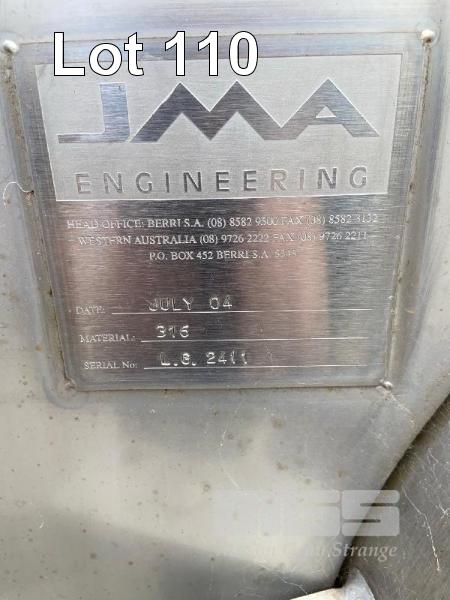 Lot 110
JMA
ENGINEERING
HEAD OFFICE: BERRI S.A. (08) 8582 9500 FAX (08) 8582 3132
WESTERN AUSTRALIA (08) 9726 2222 FAX (08) 9726 2211
P.O. BOX 452 BERRI S.A. 5343
DATE: JULY 04
MATERIAL: 316
SERIAL No: L.G. 2411
Strange